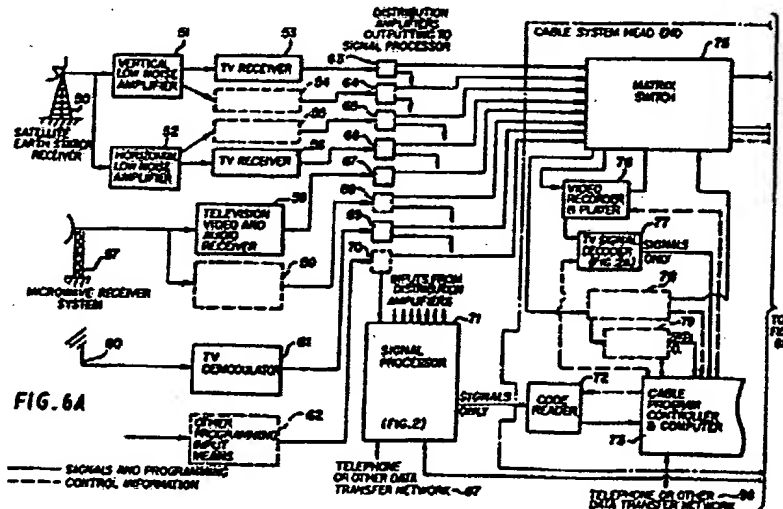 DISTRIBUTION
AMPLIFIERS
OUTPUTTING TO
SIGNAL PROCESSOR
CABLE SYSTEM HEAD END
51
VERTICAL
LOW NOISE
AMPLIFIER
53
TV RECEIVER
63
54
64
75
MATRIX
SWITCH
50
SATELLITE
EARTH STATION
RECEIVER
52
HORIZONTAL
LOW NOISE
AMPLIFIER
55
65
TV RECEIVER
66
67
TELEVISION
VIDEO AND
AUDIO
RECEIVER
69
70
76
VIDEO
RECORDER
& PLAYER
77
TV SIGNAL
DECODER
(FIG. 2A)
SIGNALS
ONLY
57
MICROWAVE RECEIVER
SYSTEM
INPUTS FROM
DISTRIBUTION
AMPLIFIERS
71
79
60
TV
DEMODULATOR
61
SIGNAL
PROCESSOR
(FIG. 2)
SIGNALS
ONLY
72
CODE
READER
CABLE PROGRAM
CONTROLLER
& COMPUTER
73
FIG. 6A
OTHER
PROGRAMMING
INPUT
MEANS
62
SIGNALS AND PROGRAMMING
CONTROL INFORMATION
TELEPHONE
OR OTHER DATA
TRANSFER NETWORK
TELEPHONE OR OTHER
DATA TRANSFER NETWORK